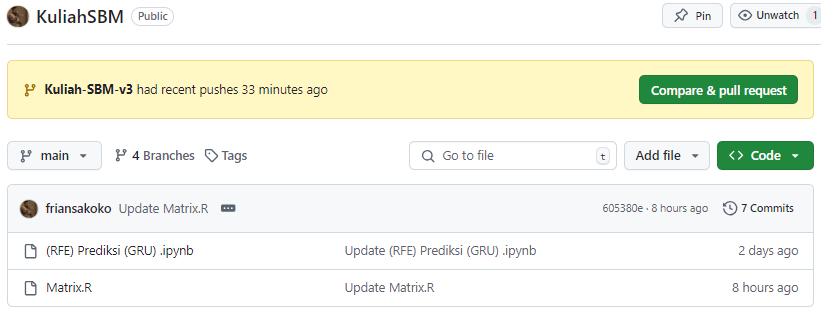 KuliahSBM Public Pin Unwatch 1
Kuliah-SBM-v3 had recent pushes 33 minutes ago Compare & pull request
main 4 Branches Tags Go to file t Add file Code
friansakoko Update Matrix.R 605380e · 8 hours ago 7 Commits
(RFE) Prediksi (GRU) .ipynb Update (RFE) Prediksi (GRU) .ipynb 2 days ago
Matrix.R Update Matrix.R 8 hours ago